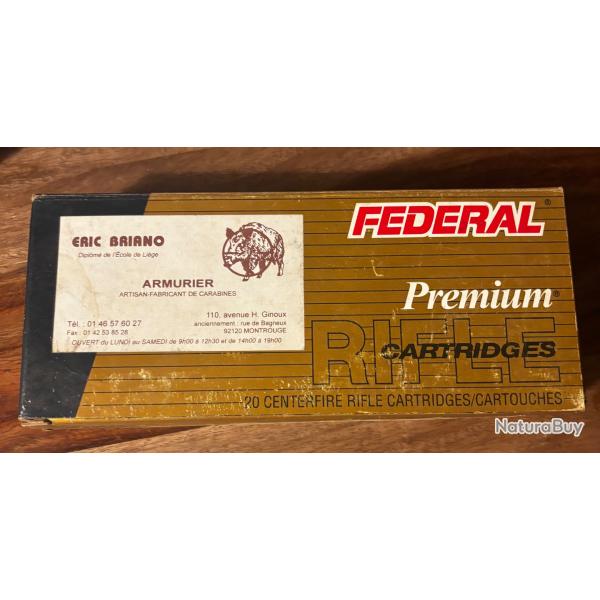 ERIC BRIANO
Diplômé de l'École de Liège
ARMURIER
ARTISAN-FABRICANT DE CARABINES
110, avenue H. Ginoux
anciennement : rue de Bagneux
92120 MONTROUGE
Tél. : 01 46 57 60 27
Fax : 01 42 53 85 28
OUVERT du LUNDI au SAMEDI de 9h00 à 12h30 et de 14h00 à 19h00
FEDERAL®
Premium®
RIFLE
CARTRIDGES
20 CENTERFIRE RIFLE CARTRIDGES/CARTOUCHES
NaturaBuy